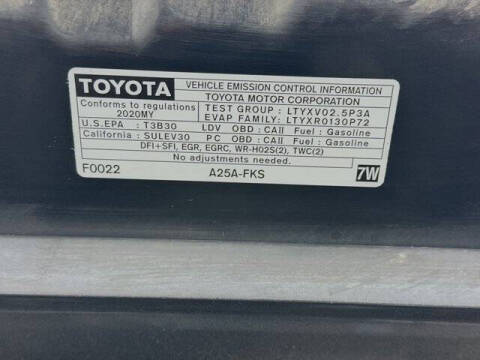 TOYOTA
VEHICLE EMISSION CONTROL INFORMATION
TOYOTA MOTOR CORPORATION
Conforms to regulations
2020MY
TEST GROUP : LTYXV02.5P3A
EVAP FAMILY: LTYXR0130P72
U.S.EPA : T3B30 LDV OBD : CAII Fuel : Gasoline
California : SULEV30 PC OBD : CAII Fuel : Gasoline
DFI+SFI, EGR, EGRC, WR-HO2S(2), TWC(2)
No adjustments needed.
F0022 A25A-FKS 7W